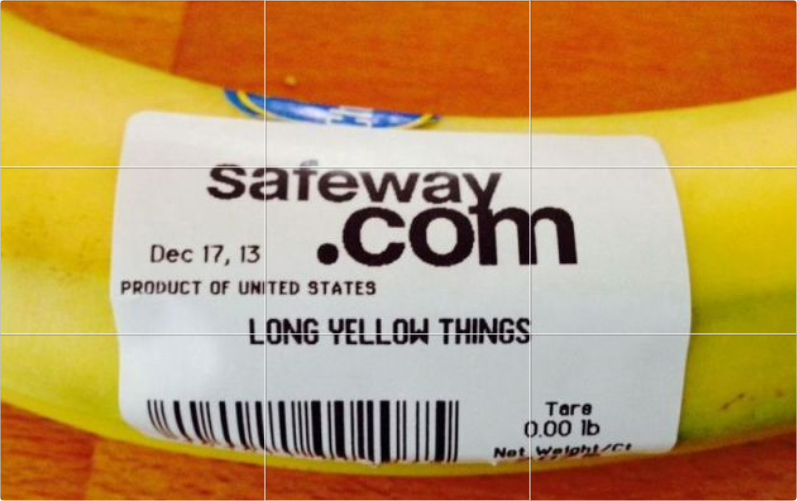 safeway
.com
Dec 17, 13
PRODUCT OF UNITED STATES
LONG YELLOW THINGS
Tare
0.00 lb
Net Weight/Ct